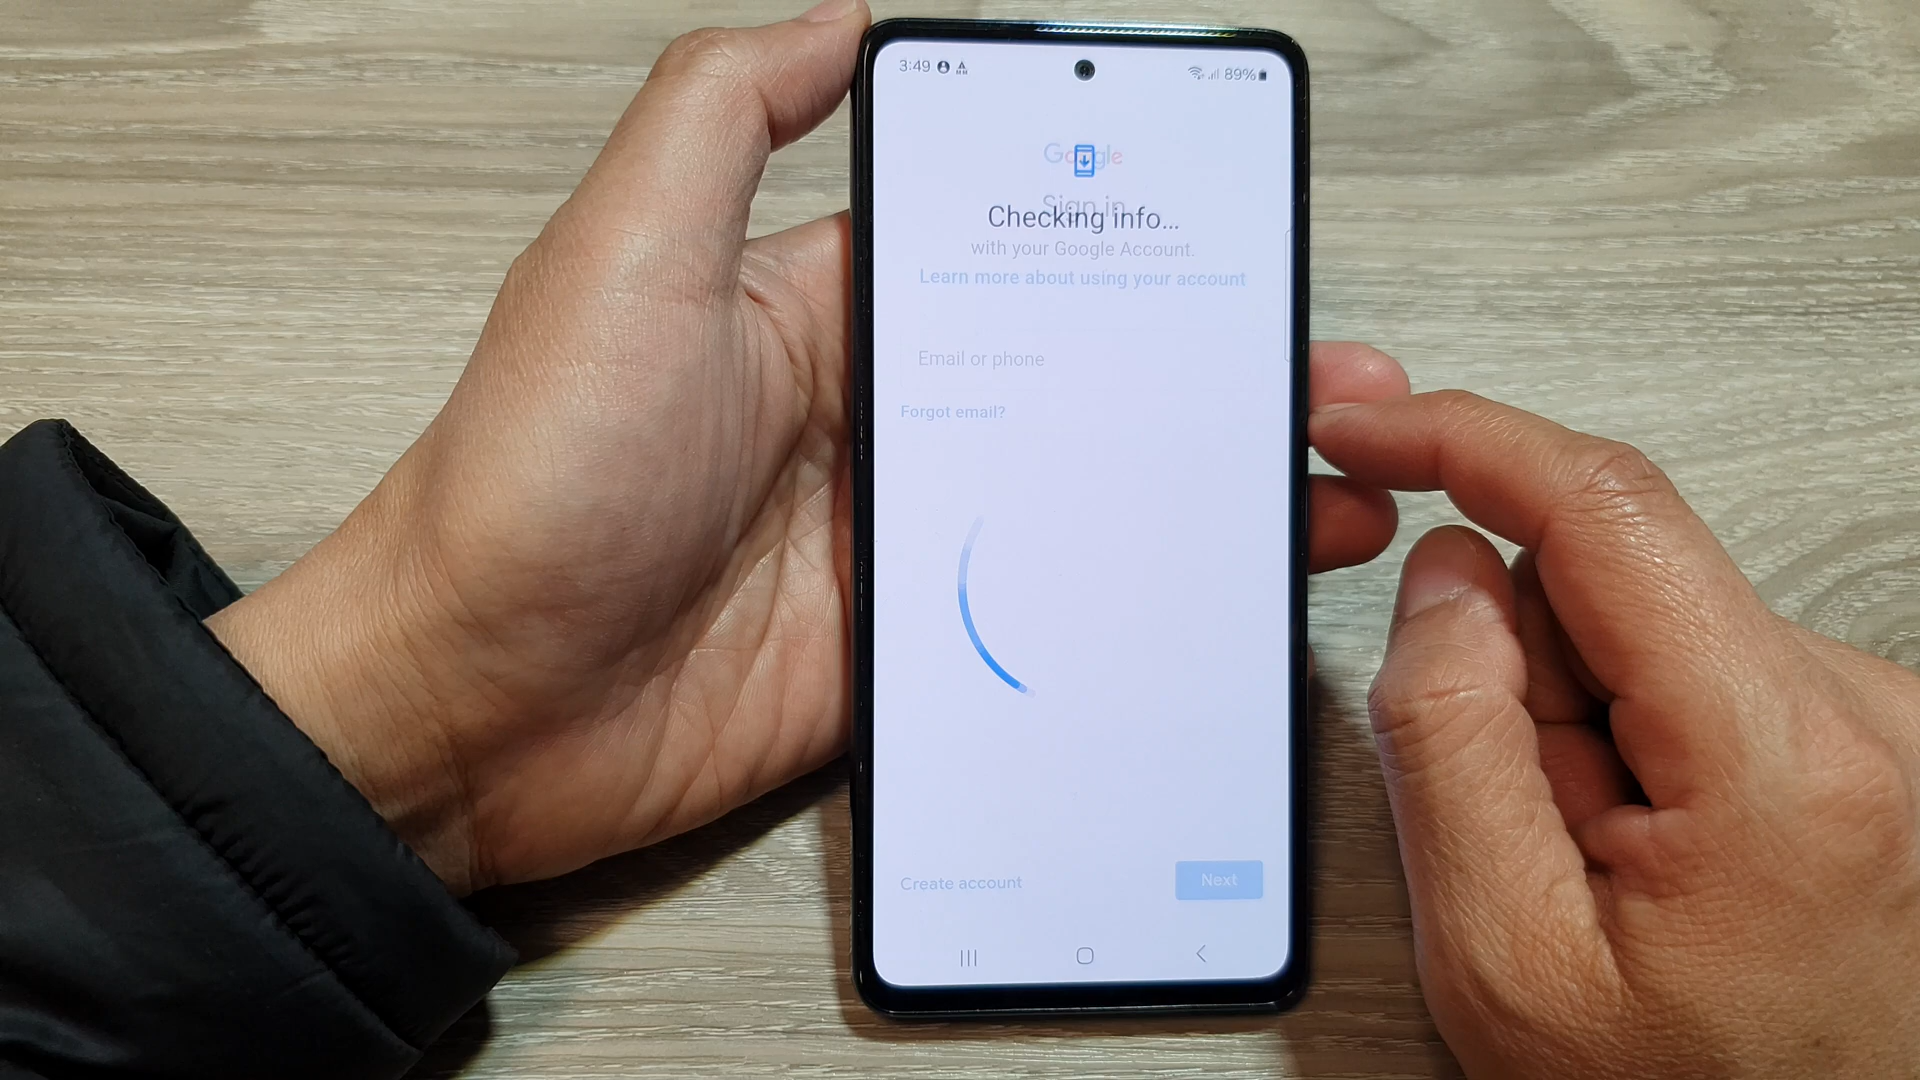 3:49
89%
Google
Sign in
Checking info...
with your Google Account.
Learn more about using your account
Email or phone
Forgot email?
Create account
Next